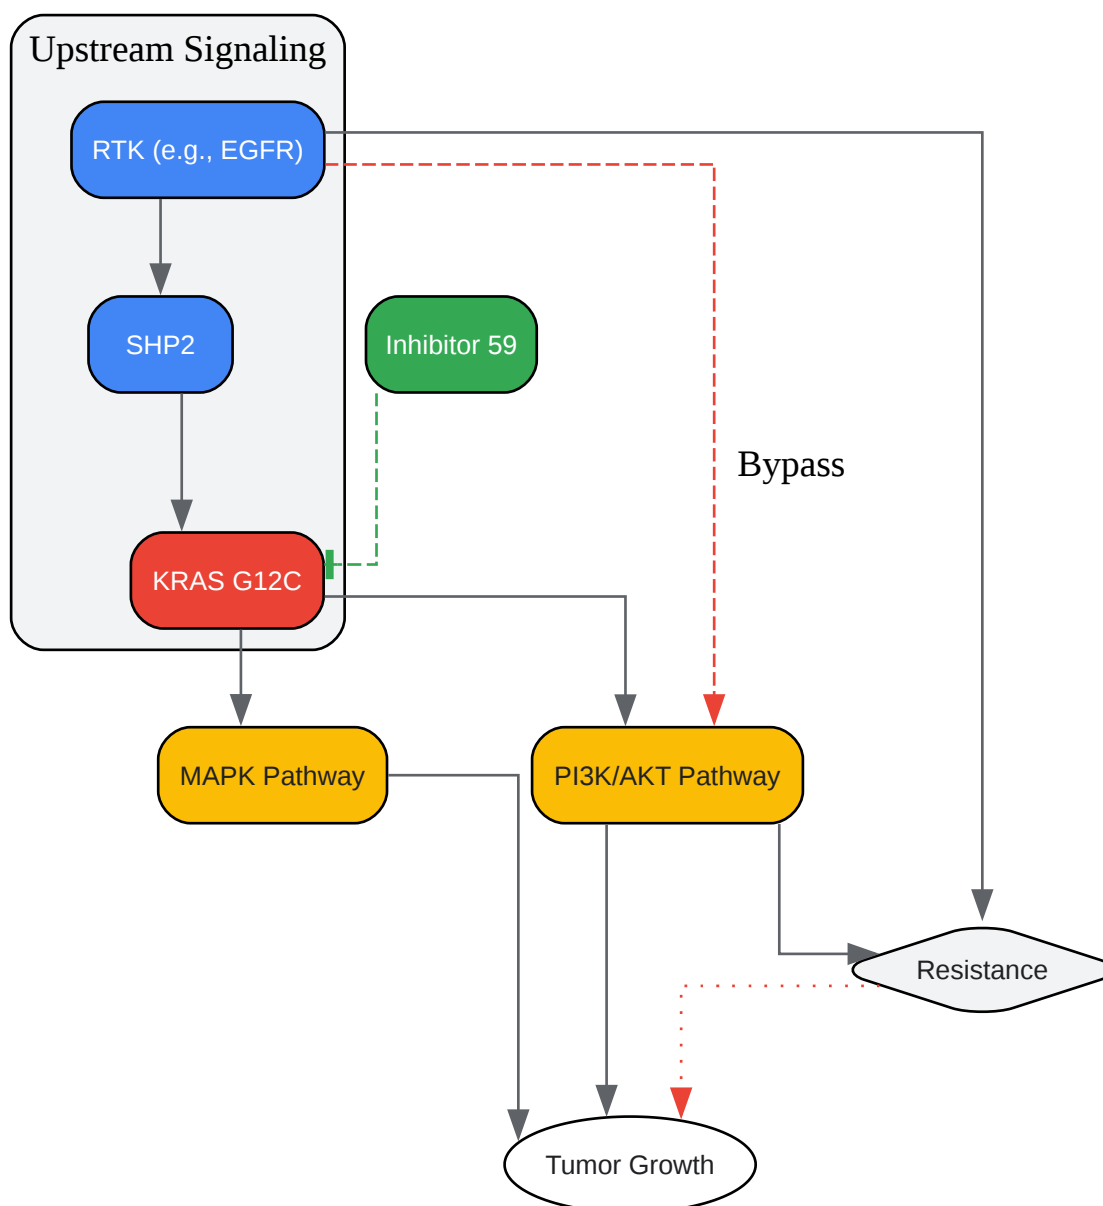 Upstream Signaling
RTK (e.g., EGFR)
SHP2
Inhibitor 59
Bypass
KRAS G12C
MAPK Pathway
PI3K/AKT Pathway
Resistance
Tumor Growth